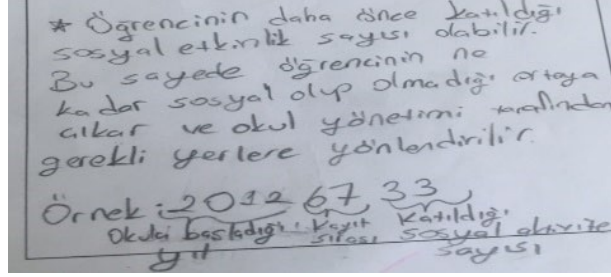 * Öğrencinin daha önce katıldığı
sosyal etkinlik sayısı olabilir.
Bu sayede öğrencinin ne
kadar sosyal olup olmadığı ortaya
çıkar ve okul yönetimi tarafından
gerekli yerlere yönlendirilir.
Örnek: 2012 67 33
Okula başladığı kayıt katıldığı
yıl sırası sosyal aktivite
sayısı